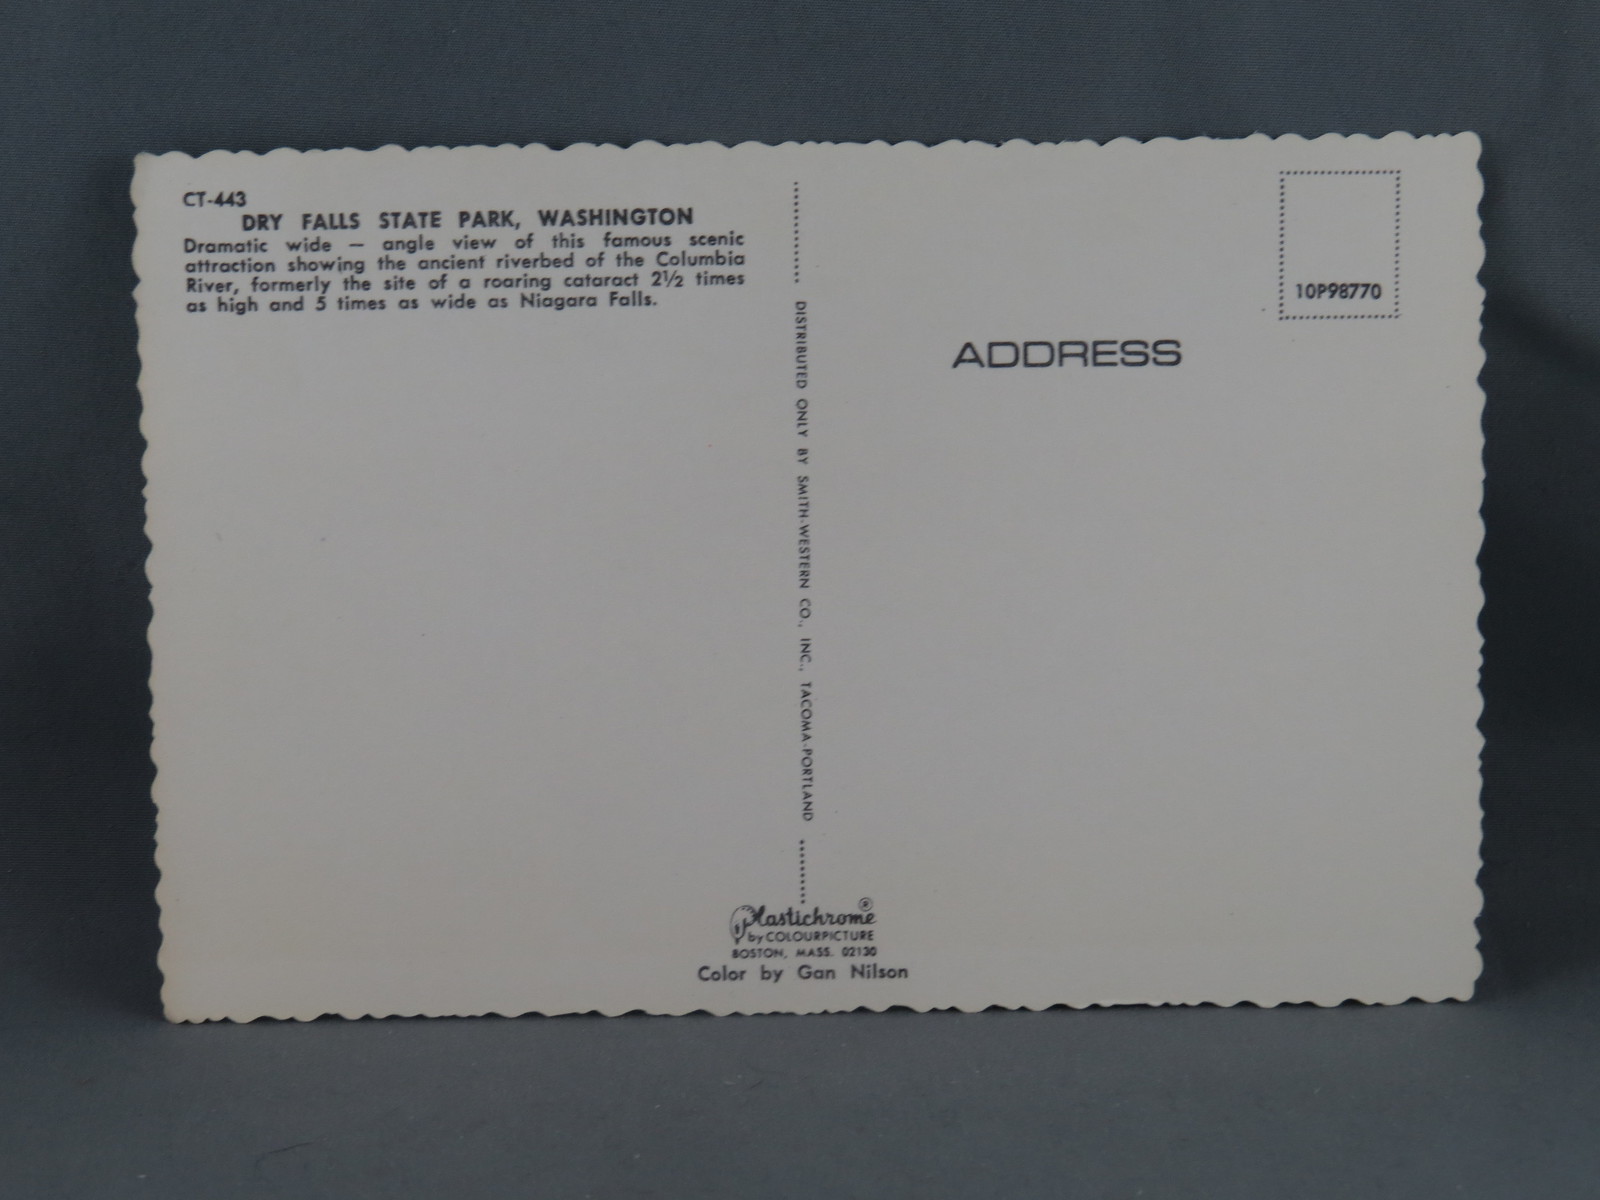 CT-443
DRY FALLS STATE PARK, WASHINGTON
Dramatic wide — angle view of this famous scenic
attraction showing the ancient riverbed of the Columbia
River, formerly the site of a roaring cataract 2½ times
as high and 5 times as wide as Niagara Falls.
DISTRIBUTED ONLY BY SMITH-WESTERN CO., INC., TACOMA-PORTLAND
10P98770
ADDRESS
Plastichrome ®
by COLOURPICTURE
BOSTON, MASS. 02130
Color by Gan Nilson